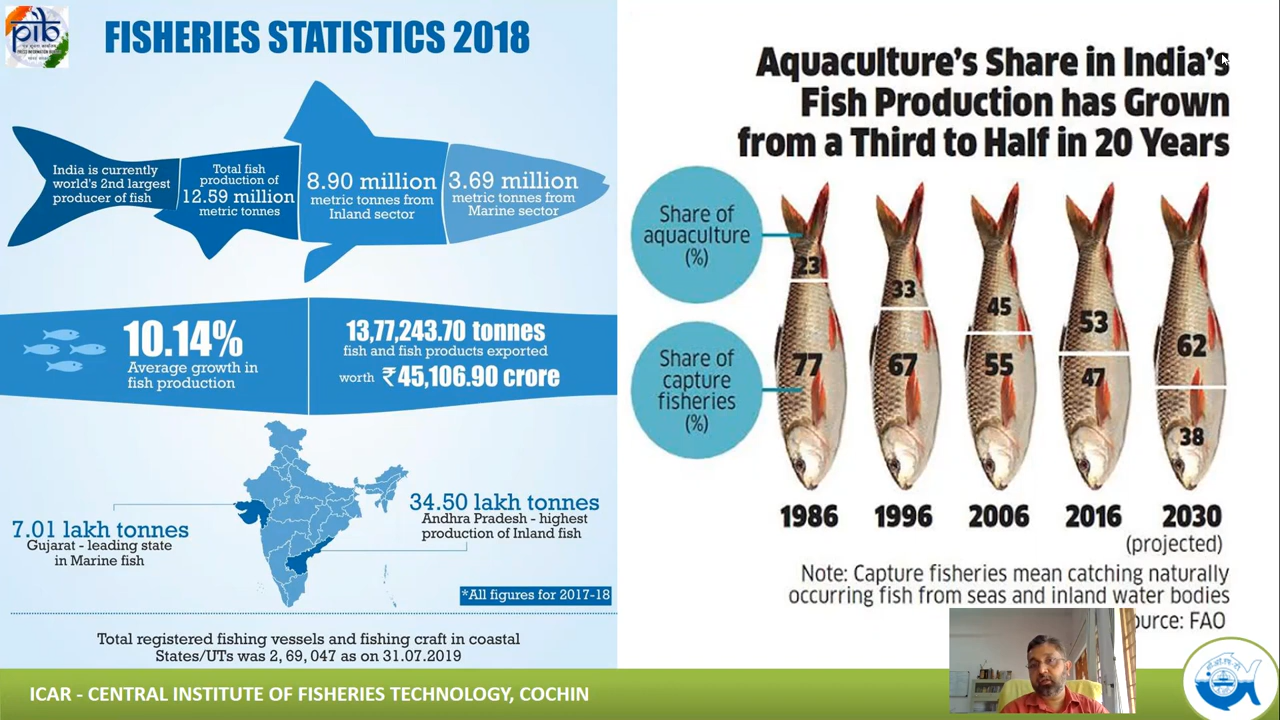 पीआईबी
pib
FISHERIES STATISTICS 2018
India is currently
world's 2nd largest
producer of fish
Total fish
production of
12.59 million
metric tonnes
8.90 million
metric tonnes from
Inland sector
3.69 million
metric tonnes from
Marine sector
10.14%
Average growth in
fish production
13,77,243.70 tonnes
fish and fish products exported
worth ₹45,106.90 crore
7.01 lakh tonnes
Gujarat - leading state
in Marine fish
34.50 lakh tonnes
Andhra Pradesh - highest
production of Inland fish
*All figures for 2017-18
Total registered fishing vessels and fishing craft in coastal
States/UTs was 2, 69, 047 as on 31.07.2019
Aquaculture's Share in India's
Fish Production has Grown
from a Third to Half in 20 Years
Share of
aquaculture
(%)
Share of
capture
fisheries
(%)
23 33 45 53 62
77 67 55 47 38
1986 1996 2006 2016 2030
(projected)
Note: Capture fisheries mean catching naturally
occurring fish from seas and inland water bodies
ource: FAO
ICAR - CENTRAL INSTITUTE OF FISHERIES TECHNOLOGY, COCHIN